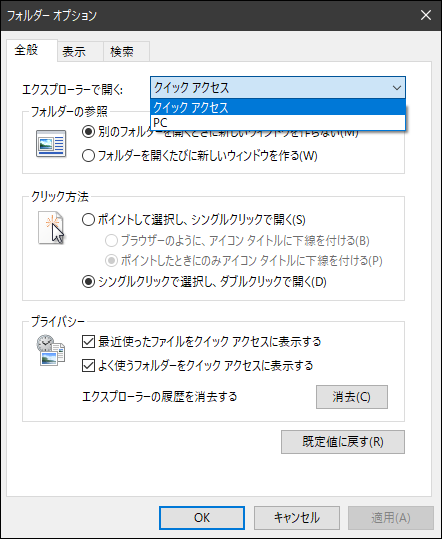 フォルダー オプション
全般 表示 検索
エクスプローラーで開く: クイック アクセス
クイック アクセス
PC
フォルダーの参照
別のフォルダーを開くときに新しいウィンドウを作らない(M)
フォルダーを開くたびに新しいウィンドウを作る(W)
クリック方法
ポイントして選択し、シングルクリックで開く(S)
ブラウザーのように、アイコン タイトルに下線を付ける(B)
ポイントしたときにのみアイコン タイトルに下線を付ける(P)
シングルクリックで選択し、ダブルクリックで開く(D)
プライバシー
最近使ったファイルをクイック アクセスに表示する
よく使うフォルダーをクイック アクセスに表示する
エクスプローラーの履歴を消去する 消去(C)
既定値に戻す(R)
OK キャンセル 適用(A)